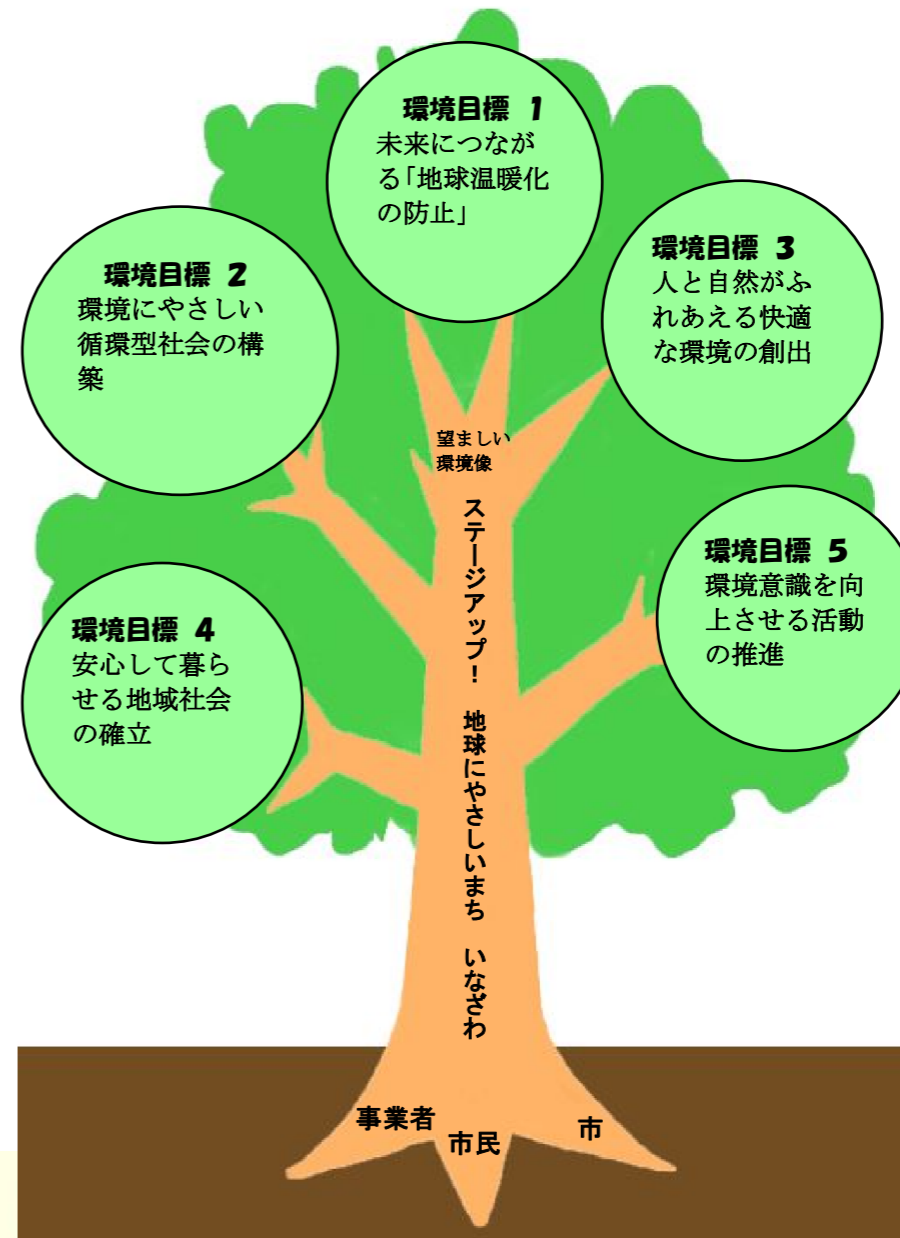 環境目標 1
未来につなが
る「地球温暖化
の防止」
環境目標 2
環境にやさしい
循環型社会の構
築
環境目標 3
人と自然がふ
れあえる快適
な環境の創出
環境目標 4
安心して暮ら
せる地域社会
の確立
環境目標 5
環境意識を向
上させる活動
の推進
望ましい
環境像
ステージアップ！　地球にやさしいまち　いなざわ
事業者
市民
市